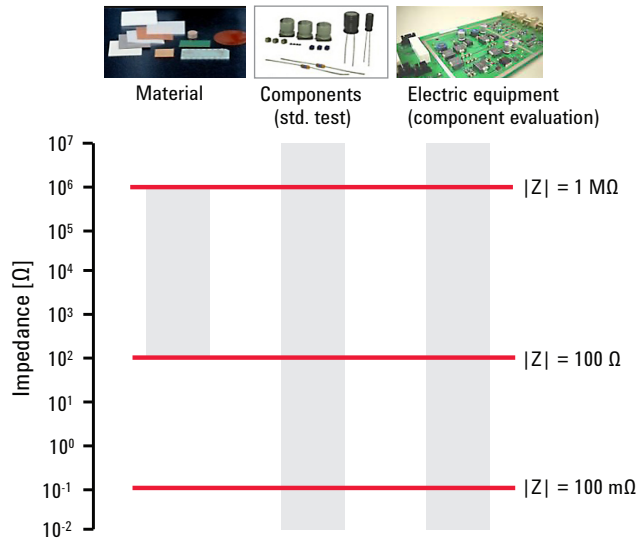 Material
Components
(std. test)
Electric equipment
(component evaluation)
Impedance [Ω]
10⁷
10⁶
10⁵
10⁴
10³
10²
10¹
10⁰
10⁻¹
10⁻²
|Z| = 1 MΩ
|Z| = 100 Ω
|Z| = 100 mΩ